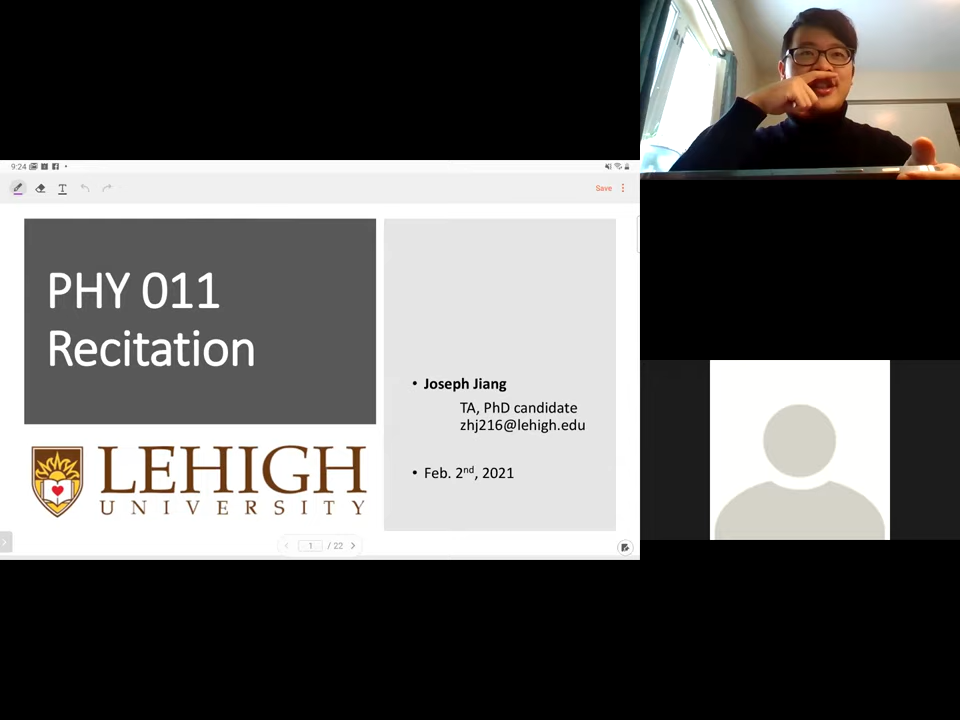 9:24
Save
PHY 011
Recitation
• Joseph Jiang
TA, PhD candidate
zhj216@lehigh.edu
• Feb. 2nd, 2021
LEHIGH
UNIVERSITY
1 / 22